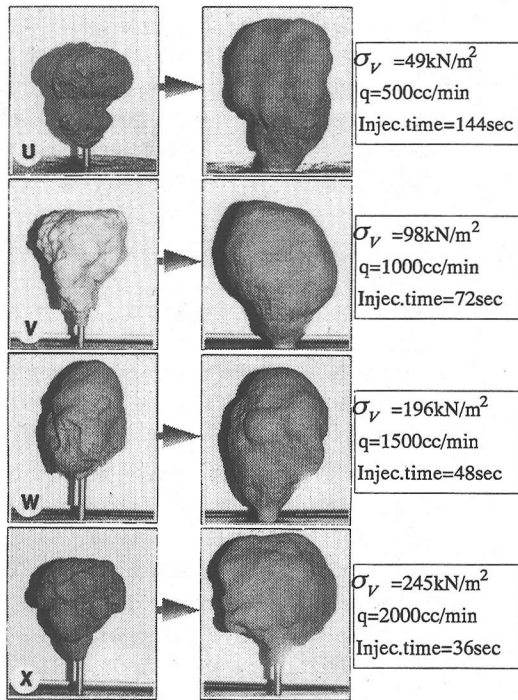 U
σV =49kN/m²
q=500cc/min
Injec.time=144sec
V
σV =98kN/m²
q=1000cc/min
Injec.time=72sec
W
σV =196kN/m²
q=1500cc/min
Injec.time=48sec
X
σV =245kN/m²
q=2000cc/min
Injec.time=36sec